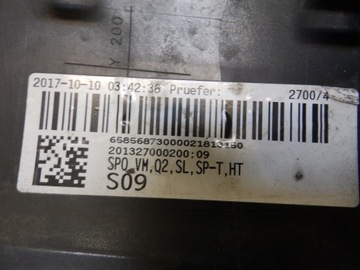 Y 200
2017-10-10 03:42:36 Pruefer: 2700/4
65856873000021813150
201327000200;09
SPO,VM,Q2,SL,SP-T,HT
S09